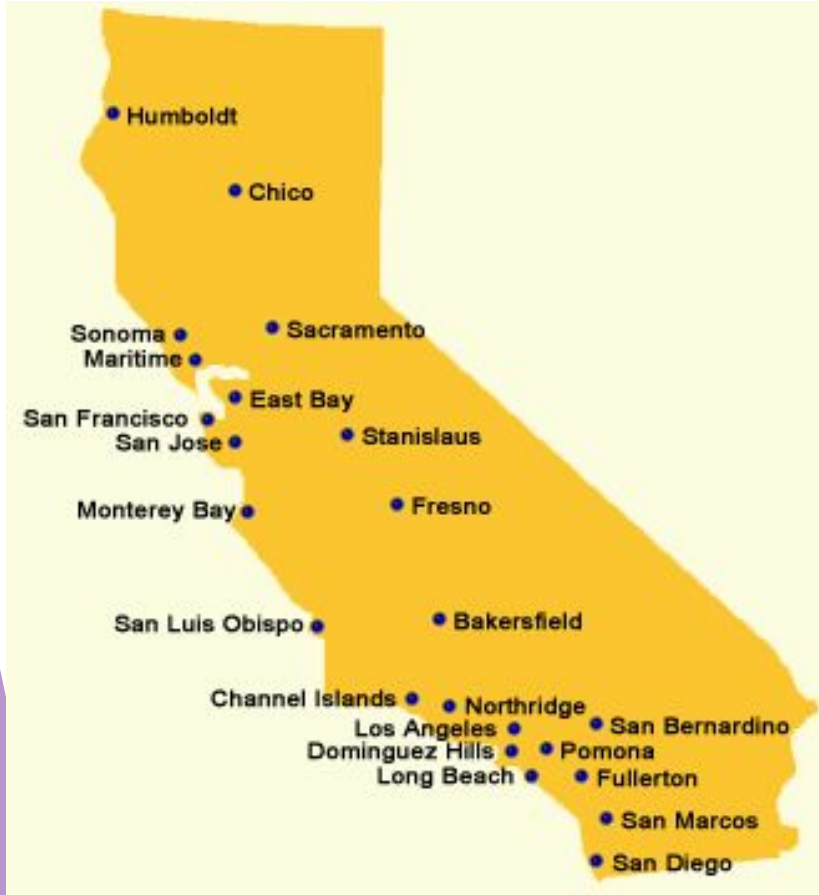 Humboldt
Chico
Sonoma
Sacramento
Maritime
East Bay
San Francisco
San Jose
Stanislaus
Monterey Bay
Fresno
San Luis Obispo
Bakersfield
Channel Islands
Northridge
Los Angeles
San Bernardino
Dominguez Hills
Pomona
Long Beach
Fullerton
San Marcos
San Diego